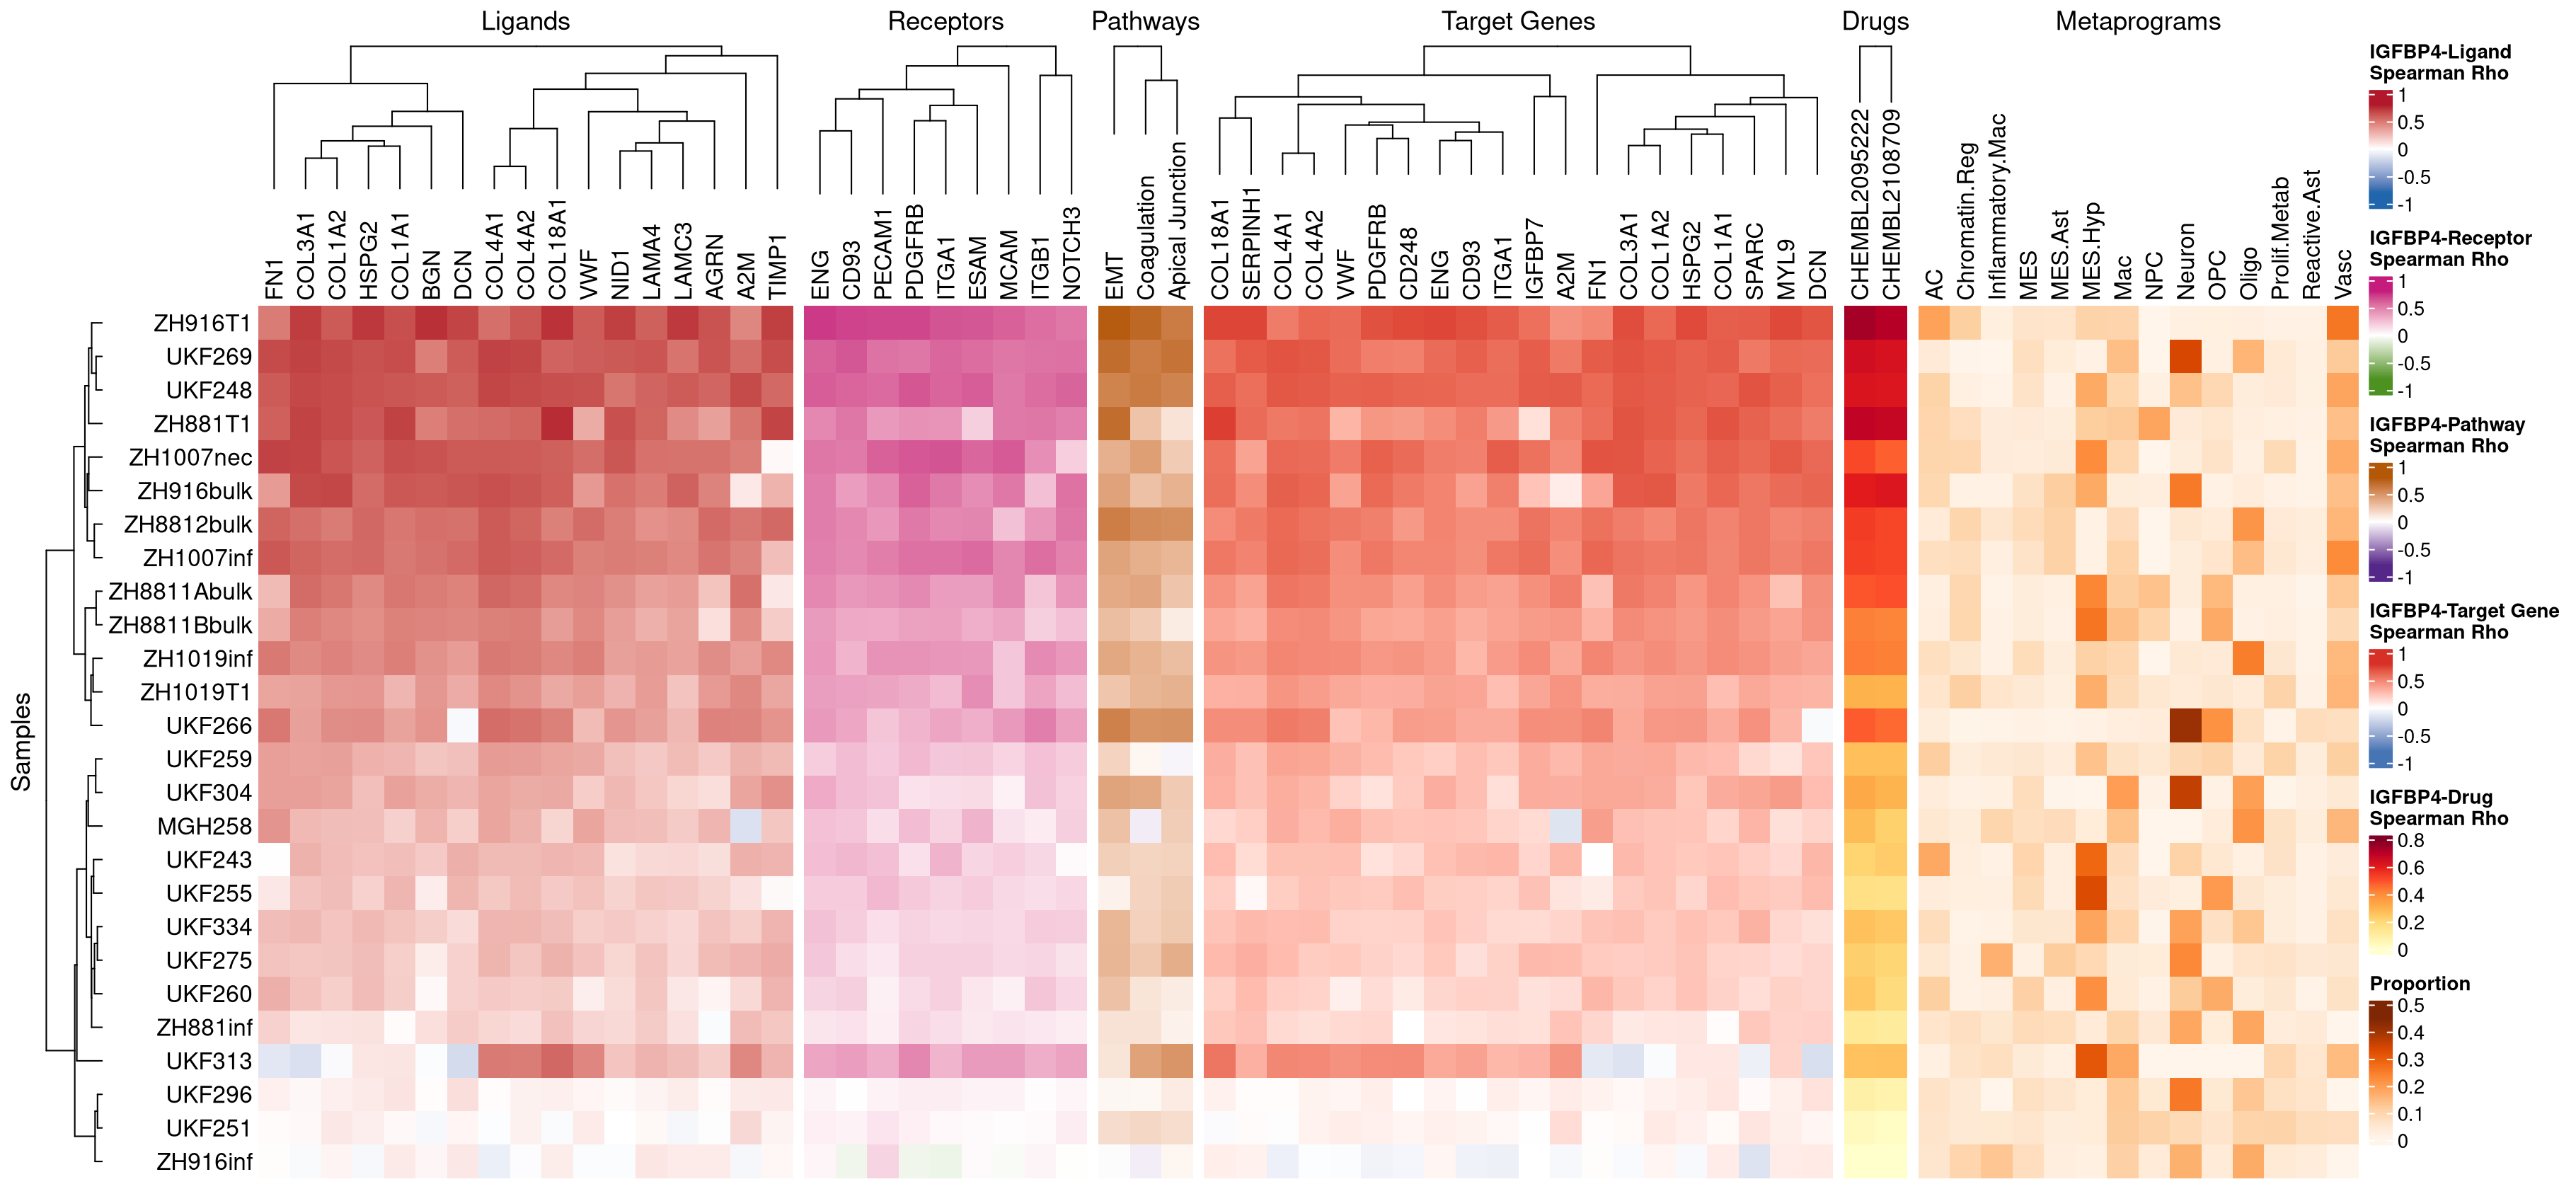 Ligands Receptors Pathways Target Genes Drugs Metaprograms
FN1 COL3A1 COL1A2 HSPG2 COL1A1 BGN DCN COL4A1 COL4A2 COL18A1 VWF NID1 LAMA4 LAMC3 AGRN A2M TIMP1
ENG CD93 PECAM1 PDGFRB ITGA1 ESAM MCAM ITGB1 NOTCH3
EMT Coagulation Apical Junction
COL18A1 SERPINH1 COL4A1 COL4A2 VWF PDGFRB CD248 ENG CD93 ITGA1 IGFBP7 A2M FN1 COL3A1 COL1A2 HSPG2 COL1A1 SPARC MYL9 DCN
CHEMBL2095222 CHEMBL2108709
AC Chromatin.Reg Inflammatory.Mac MES MES.Ast MES.Hyp Mac NPC Neuron OPC Oligo Prolif.Metab Reactive.Ast Vasc
Samples
ZH916T1
UKF269
UKF248
ZH881T1
ZH1007nec
ZH916bulk
ZH8812bulk
ZH1007inf
ZH8811Abulk
ZH8811Bbulk
ZH1019inf
ZH1019T1
UKF266
UKF259
UKF304
MGH258
UKF243
UKF255
UKF334
UKF275
UKF260
ZH881inf
UKF313
UKF296
UKF251
ZH916inf
IGFBP4-Ligand
Spearman Rho
1
0.5
0
-0.5
-1
IGFBP4-Receptor
Spearman Rho
1
0.5
0
-0.5
-1
IGFBP4-Pathway
Spearman Rho
1
0.5
0
-0.5
-1
IGFBP4-Target Gene
Spearman Rho
1
0.5
0
-0.5
-1
IGFBP4-Drug
Spearman Rho
0.8
0.6
0.4
0.2
0
Proportion
0.5
0.4
0.3
0.2
0.1
0